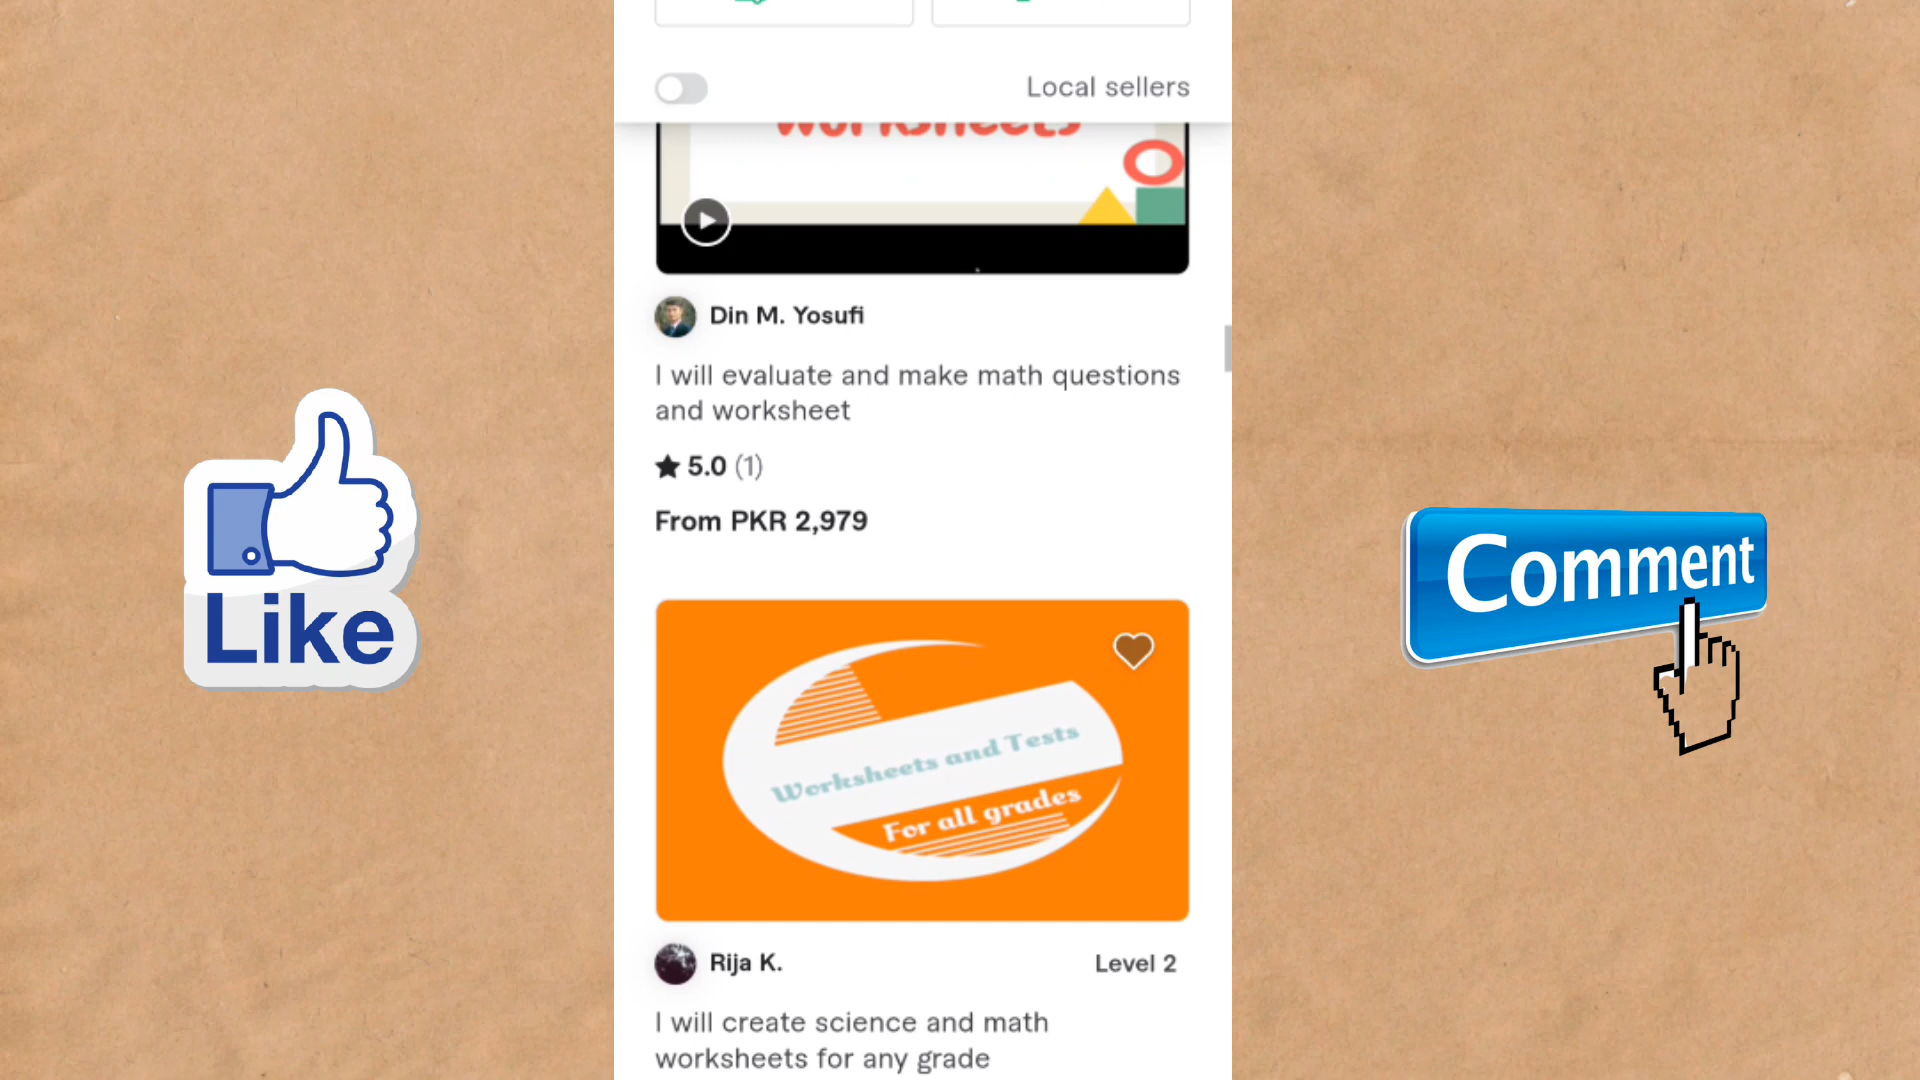 Local sellers
Worksheets
Din M. Yosufi
I will evaluate and make math questions
and worksheet
5.0 (1)
From PKR 2,979
Worksheets and Tests
For all grades
Rija K.
Level 2
I will create science and math
worksheets for any grade
Like
Comment